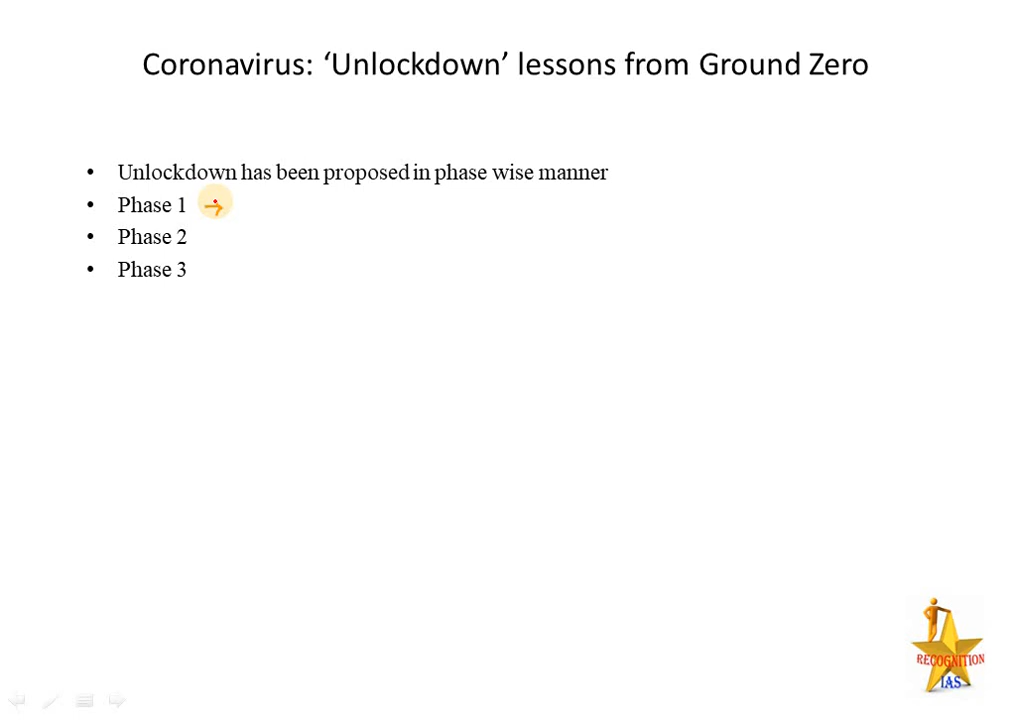 Coronavirus: ‘Unlockdown’ lessons from Ground Zero
• Unlockdown has been proposed in phase wise manner
• Phase 1
• Phase 2
• Phase 3
RECOGNITION
IAS